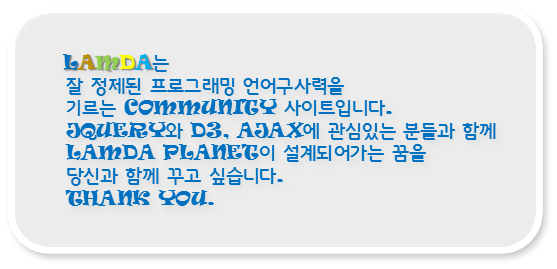 LAMDA는
잘 정제된 프로그래밍 언어구사력을
기르는 COMMUNITY 사이트입니다.
JQUERY와 D3, AJAX에 관심있는 분들과 함께
LAMDA PLANET이 설계되어가는 꿈을
당신과 함께 꾸고 싶습니다.
THANK YOU.